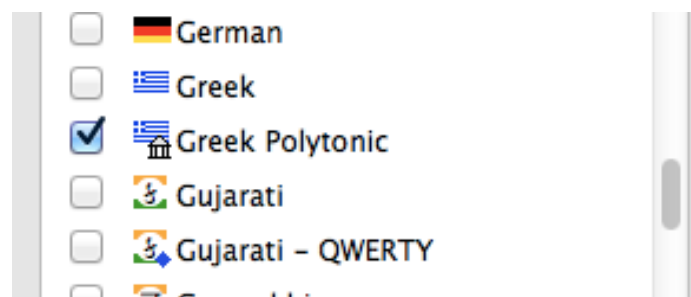 German
Greek
Greek Polytonic
Gujarati
Gujarati – QWERTY